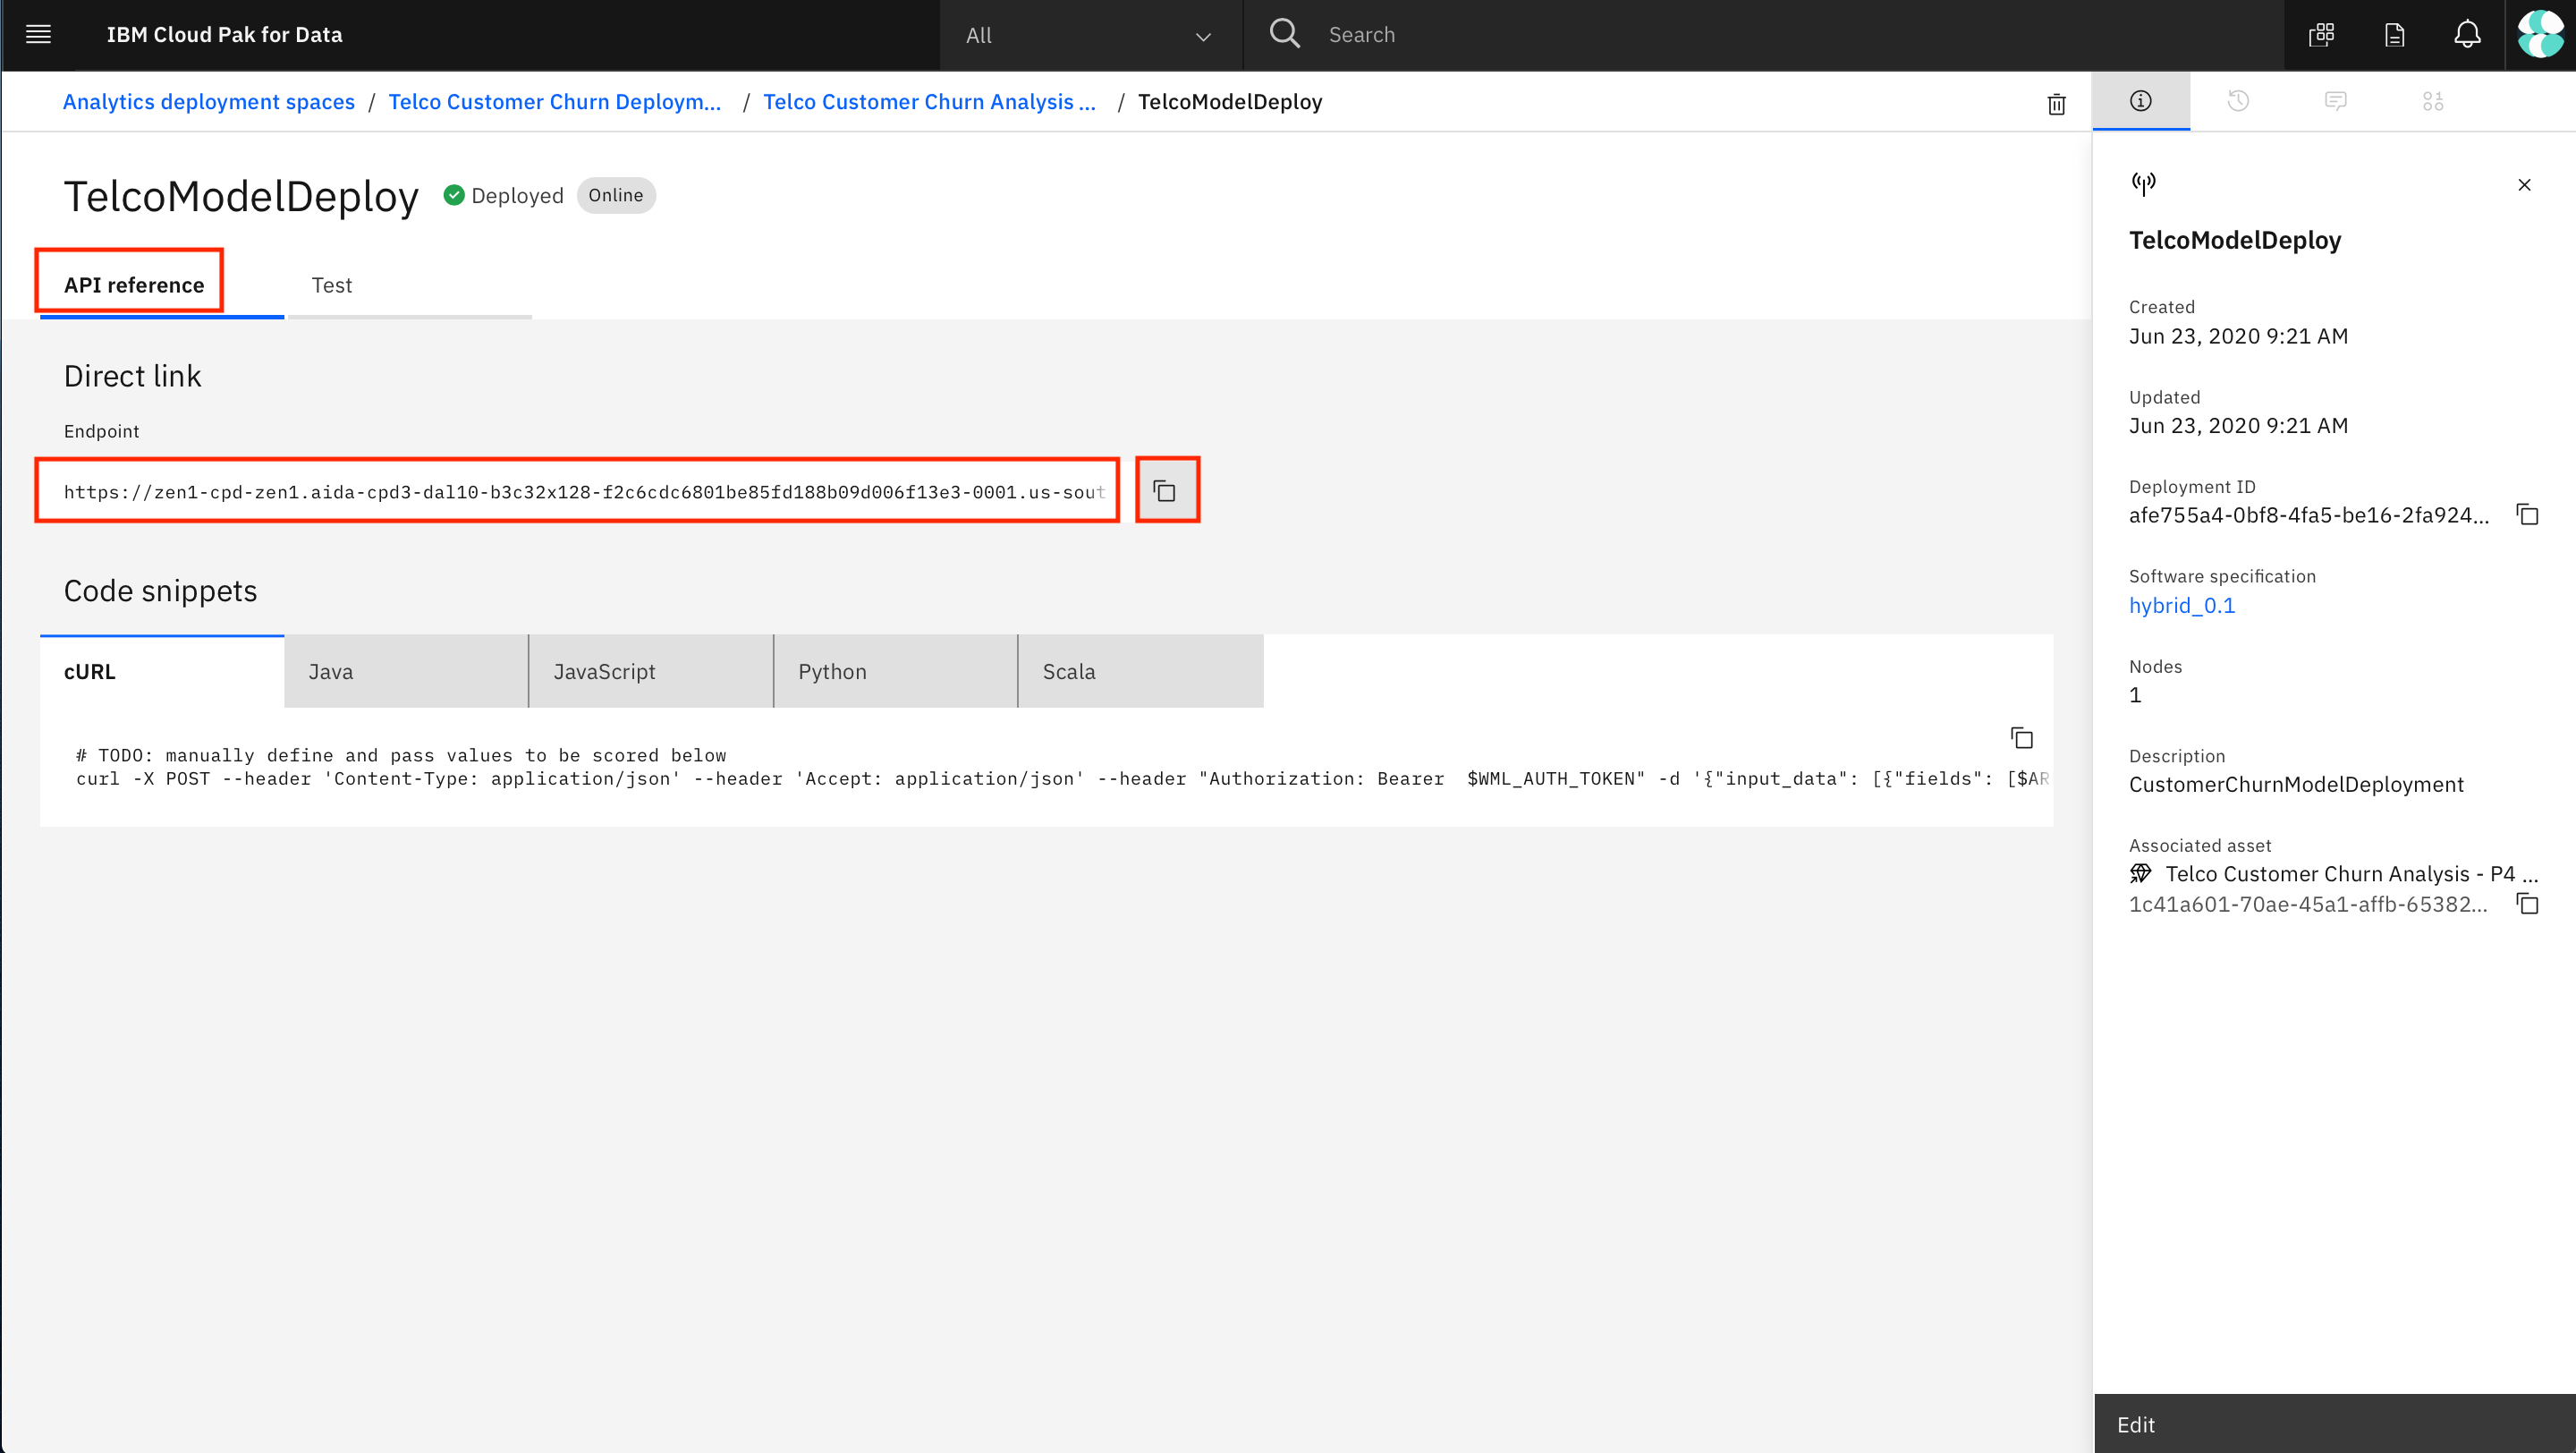 IBM Cloud Pak for Data
All
Search
Analytics deployment spaces / Telco Customer Churn Deploym... / Telco Customer Churn Analysis ... / TelcoModelDeploy
TelcoModelDeploy Deployed Online
API reference
Test
Direct link
Endpoint
https://zen1-cpd-zen1.aida-cpd3-dal10-b3c32x128-f2c6cdc6801be85fd188b09d006f13e3-0001.us-sout
Code snippets
cURL
Java
JavaScript
Python
Scala
# TODO: manually define and pass values to be scored below
curl -X POST --header 'Content-Type: application/json' --header 'Accept: application/json' --header "Authorization: Bearer  $WML_AUTH_TOKEN" -d '{"input_data": [{"fields": [$AR
TelcoModelDeploy
Created
Jun 23, 2020 9:21 AM
Updated
Jun 23, 2020 9:21 AM
Deployment ID
afe755a4-0bf8-4fa5-be16-2fa924...
Software specification
hybrid_0.1
Nodes
1
Description
CustomerChurnModelDeployment
Associated asset
Telco Customer Churn Analysis - P4 ...
1c41a601-70ae-45a1-affb-65382...
Edit